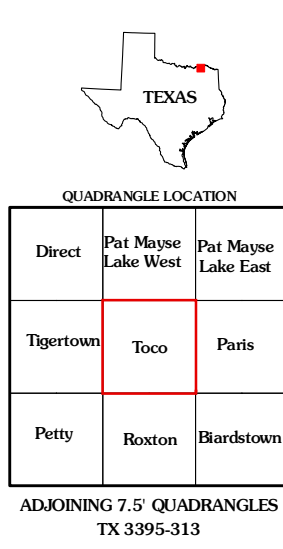 TEXAS
QUADRANGLE LOCATION
Direct
Pat Mayse
Lake West
Pat Mayse
Lake East
Tigertown
Toco
Paris
Petty
Roxton
Biardstown
ADJOINING 7.5' QUADRANGLES
TX 3395-313